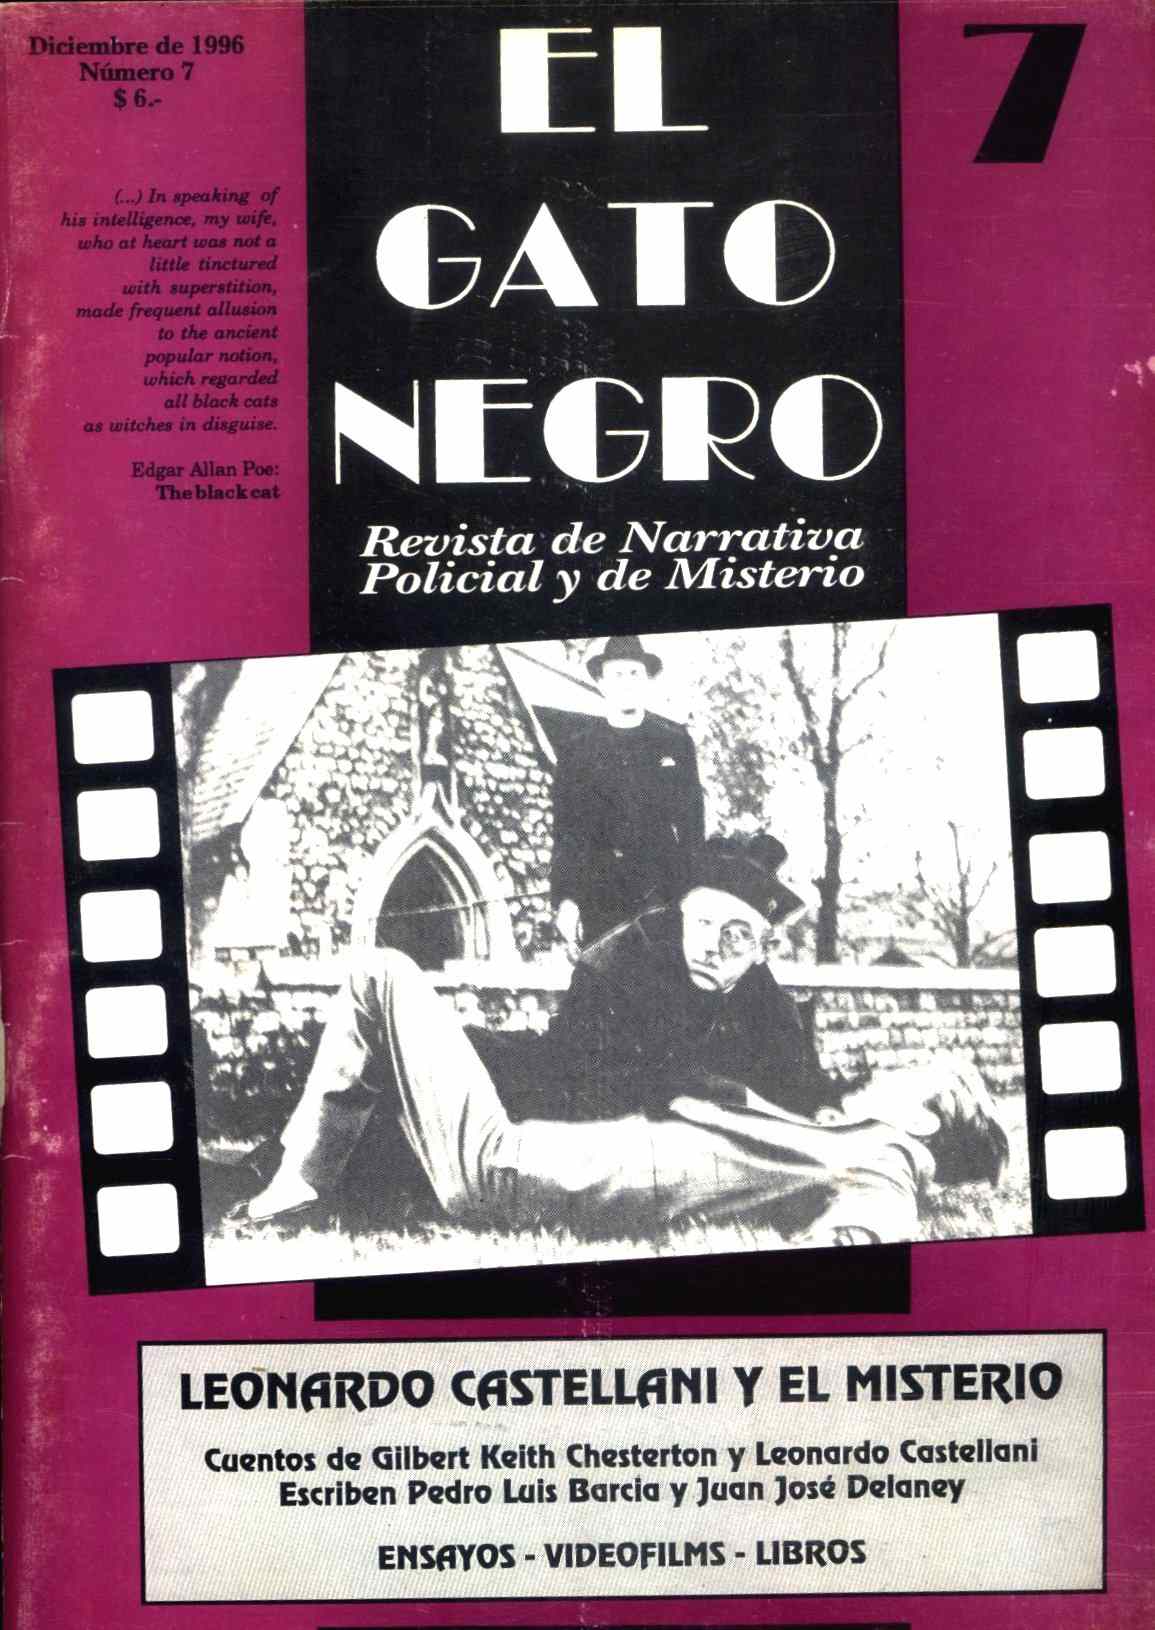 Diciembre de 1996
Número 7
$ 6.-
7
EL
GATO
NEGRO
Revista de Narrativa
Policial y de Misterio
(...) In speaking of
his intelligence, my wife,
who at heart was not a
little tinctured
with superstition,
made frequent allusion
to the ancient
popular notion,
which regarded
all black cats
as witches in disguise.
Edgar Allan Poe:
The black cat
LEONARDO CASTELLANI Y EL MISTERIO
Cuentos de Gilbert Keith Chesterton y Leonardo Castellani
Escriben Pedro Luis Barcia y Juan José Delaney
ENSAYOS - VIDEOFILMS - LIBROS